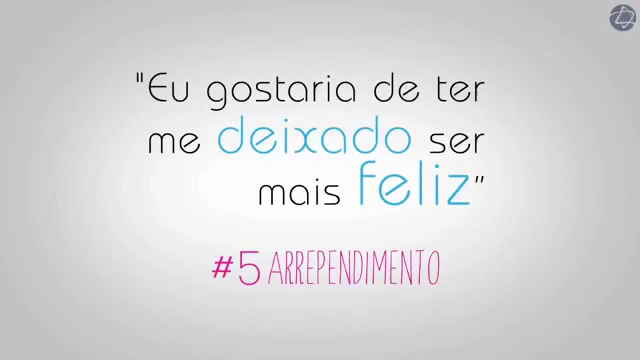 "Eu gostaria de ter
me deixado ser
mais feliz"
#5 ARREPENDIMENTO